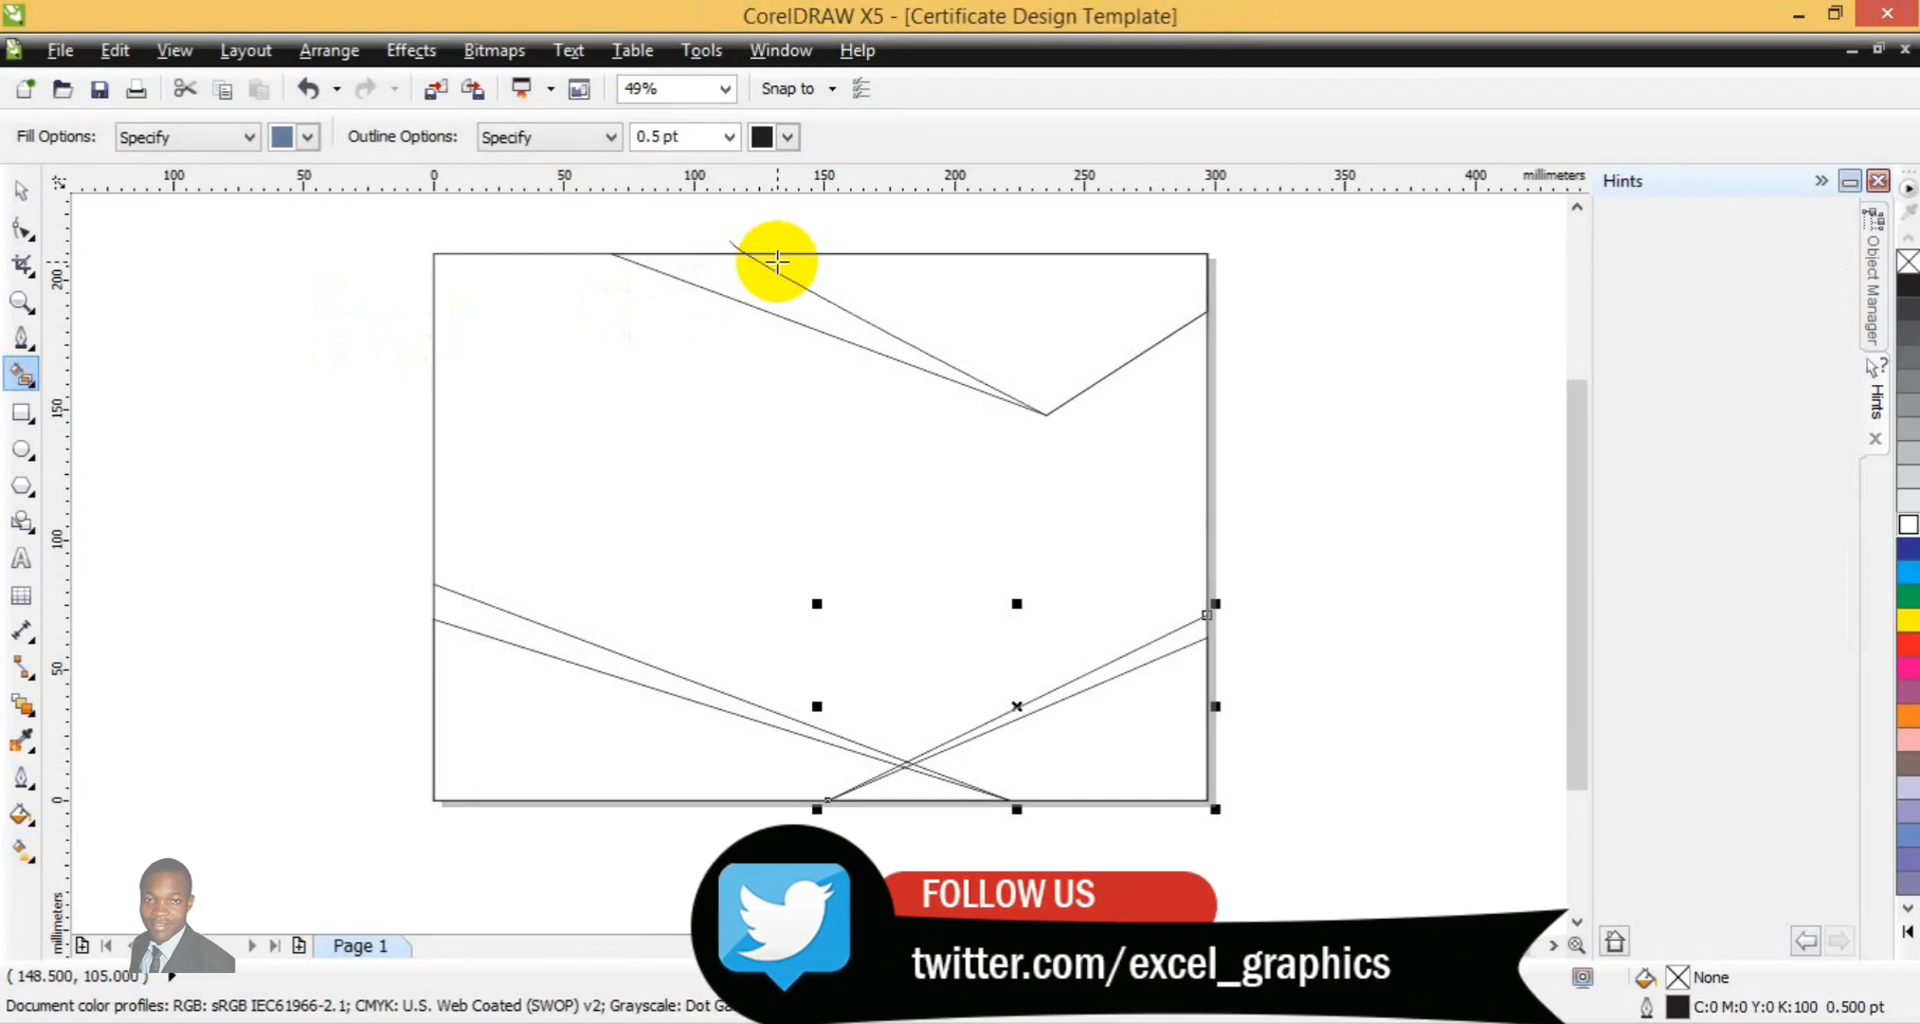 CorelDRAW X5 - [Certificate Design Template]
File Edit View Layout Arrange Effects Bitmaps Text Table Tools Window Help
49% Snap to
Fill Options: Specify Outline Options: Specify 0.5 pt
100 50 0 50 100 150 200 250 300 350 400 millimeters
Hints
Object Manager
Hints
200
150
100
50
0
millimeters
Page 1
FOLLOW US
twitter.com/excel_graphics
( 148.500, 105.000 )
None
Document color profiles: RGB: sRGB IEC61966-2.1; CMYK: U.S. Web Coated (SWOP) v2; Grayscale: Dot Ga
C:0 M:0 Y:0 K:100 0.500 pt